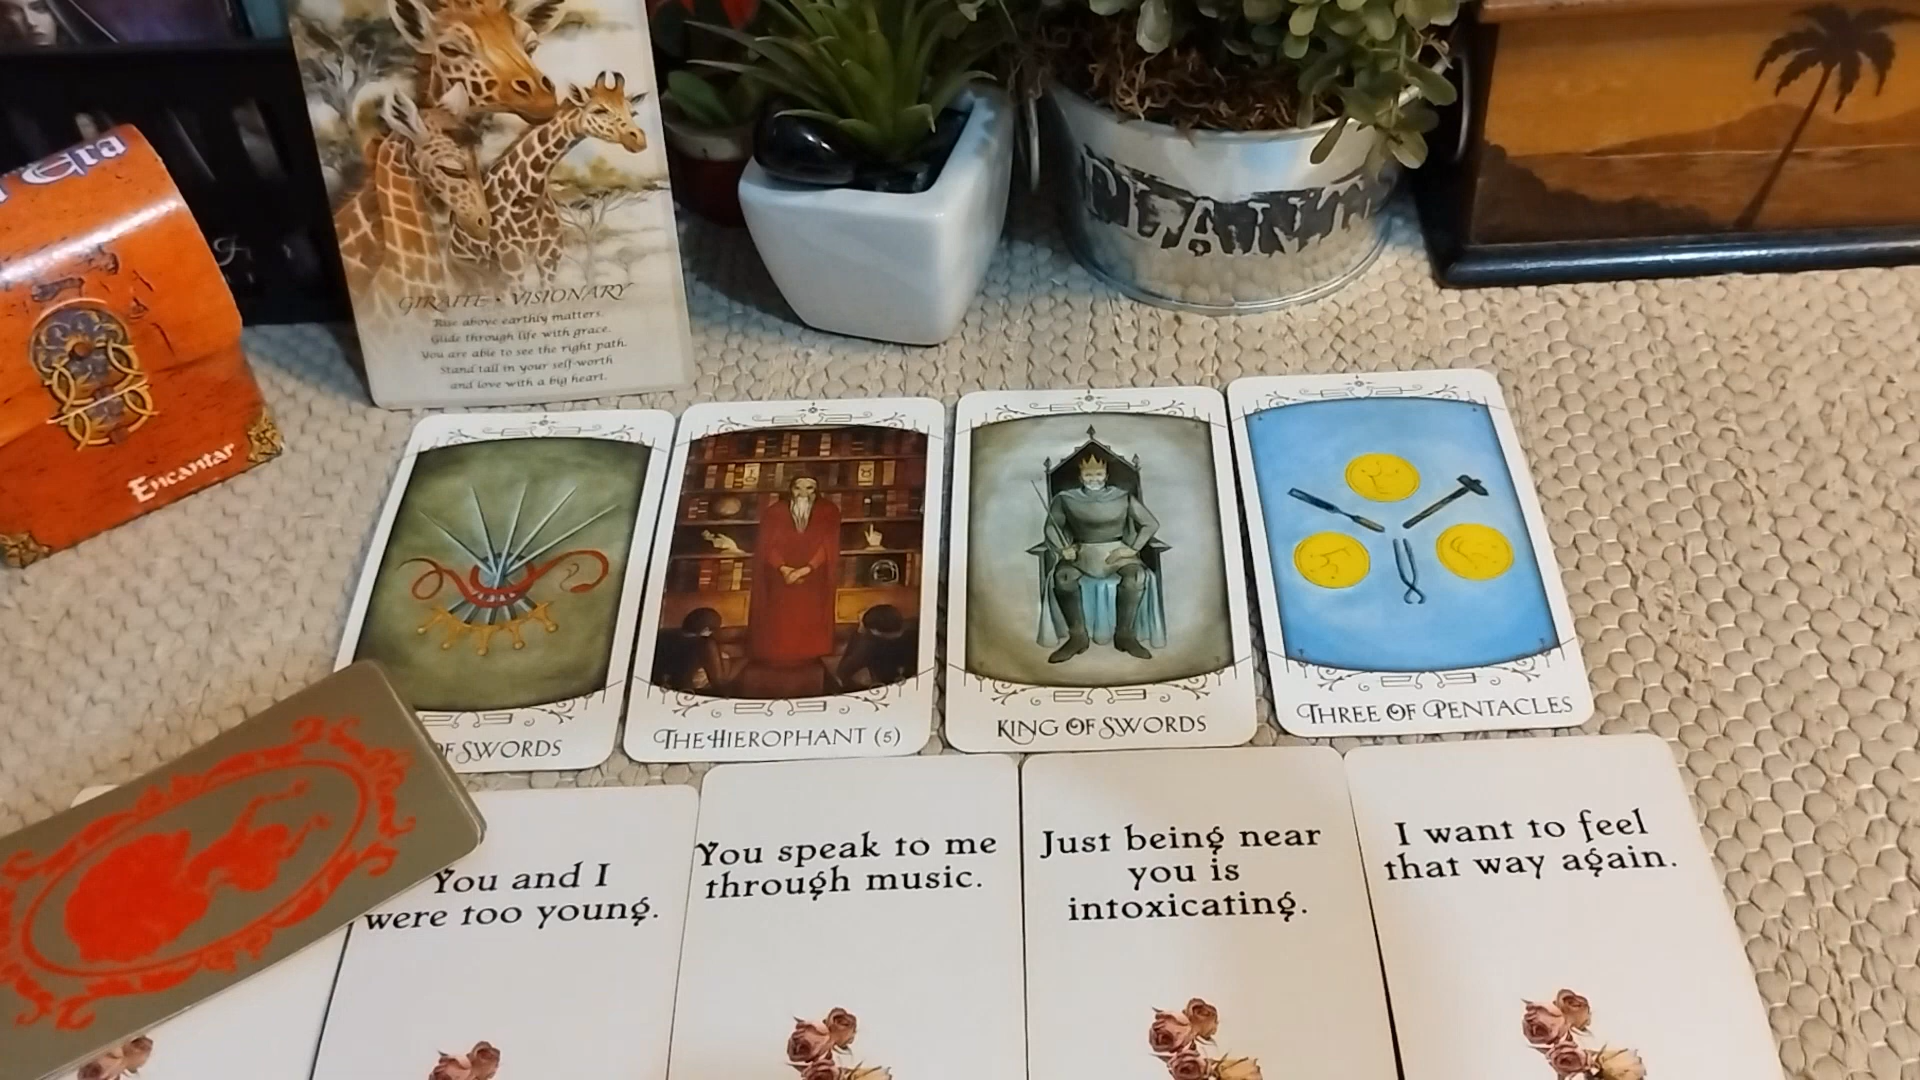 Era
Encantar
GIRAFFE • VISIONARY
Rise above earthly matters.
Glide through life with grace.
You are able to see the right path.
Stand tall in your self-worth
and love with a big heart.
OF SWORDS
THE HIEROPHANT (5)
KING OF SWORDS
THREE OF PENTACLES
You and I
were too young.
You speak to me
through music.
Just being near
you is
intoxicating.
I want to feel
that way again.